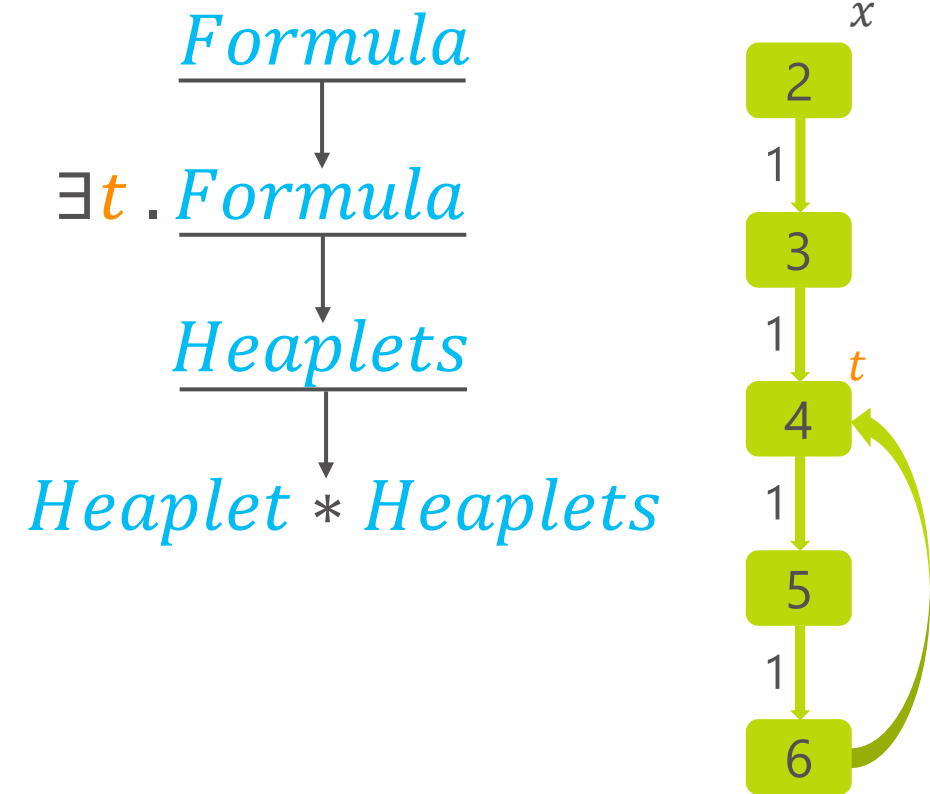 Formula
∃t . Formula
Heaplets
Heaplet * Heaplets
x
2
1
3
1
t
4
1
5
1
6